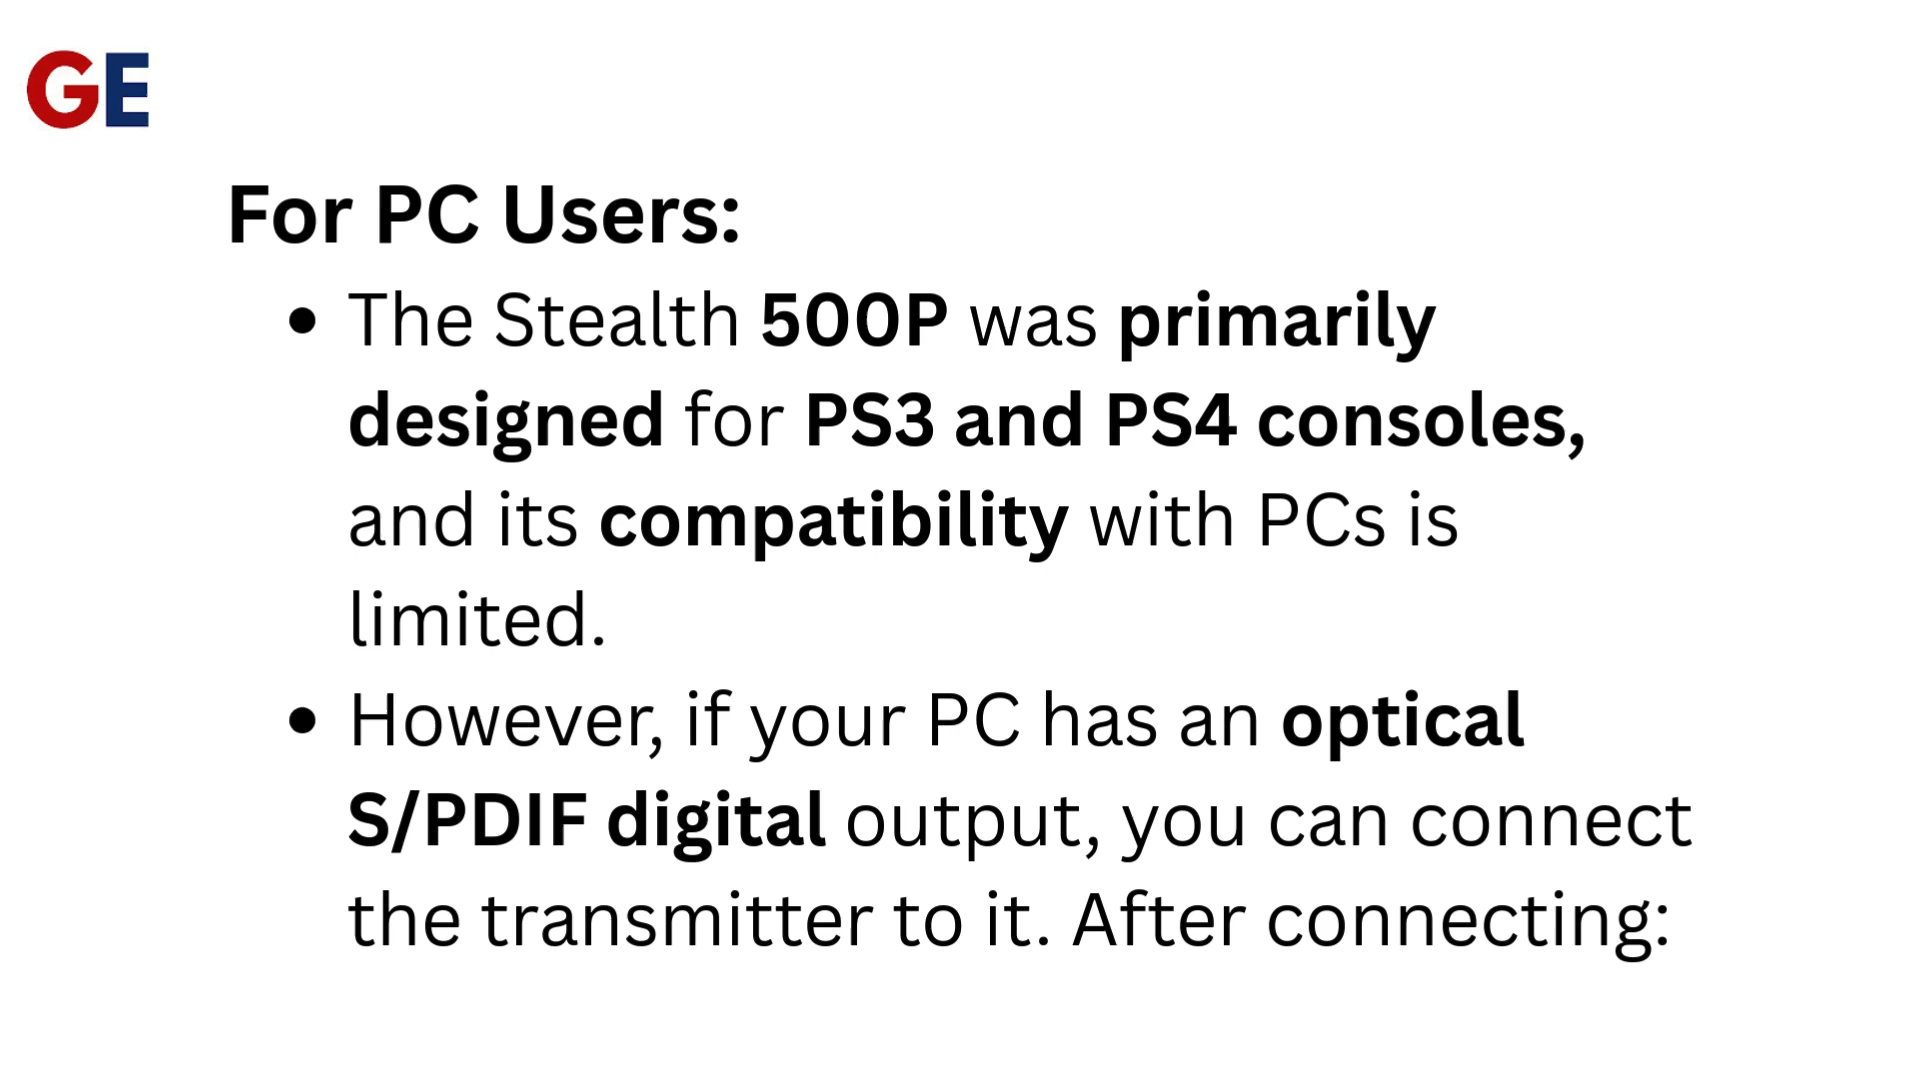 GE
For PC Users:
• The Stealth 500P was primarily
designed for PS3 and PS4 consoles,
and its compatibility with PCs is
limited.
• However, if your PC has an optical
S/PDIF digital output, you can connect
the transmitter to it. After connecting: